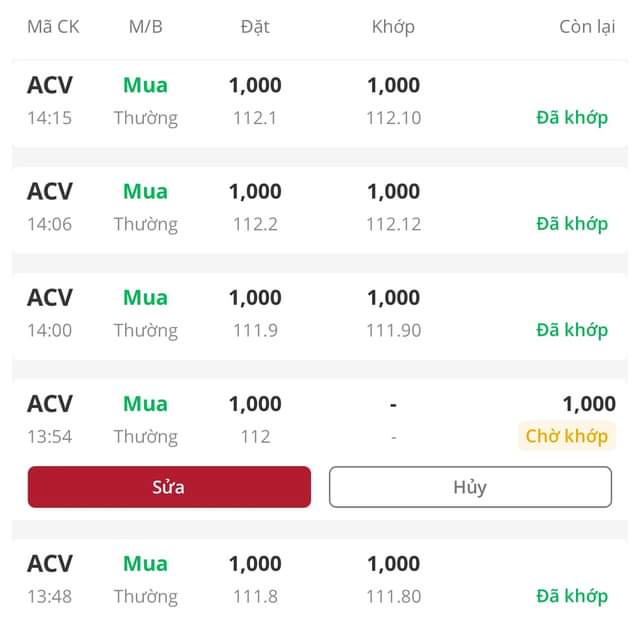 Mã CK M/B Đặt Khớp Còn lại
ACV Mua 1,000 1,000
14:15 Thường 112.1 112.10 Đã khớp
ACV Mua 1,000 1,000
14:06 Thường 112.2 112.12 Đã khớp
ACV Mua 1,000 1,000
14:00 Thường 111.9 111.90 Đã khớp
ACV Mua 1,000 - 1,000
13:54 Thường 112 - Chờ khớp
Sửa Hủy
ACV Mua 1,000 1,000
13:48 Thường 111.8 111.80 Đã khớp